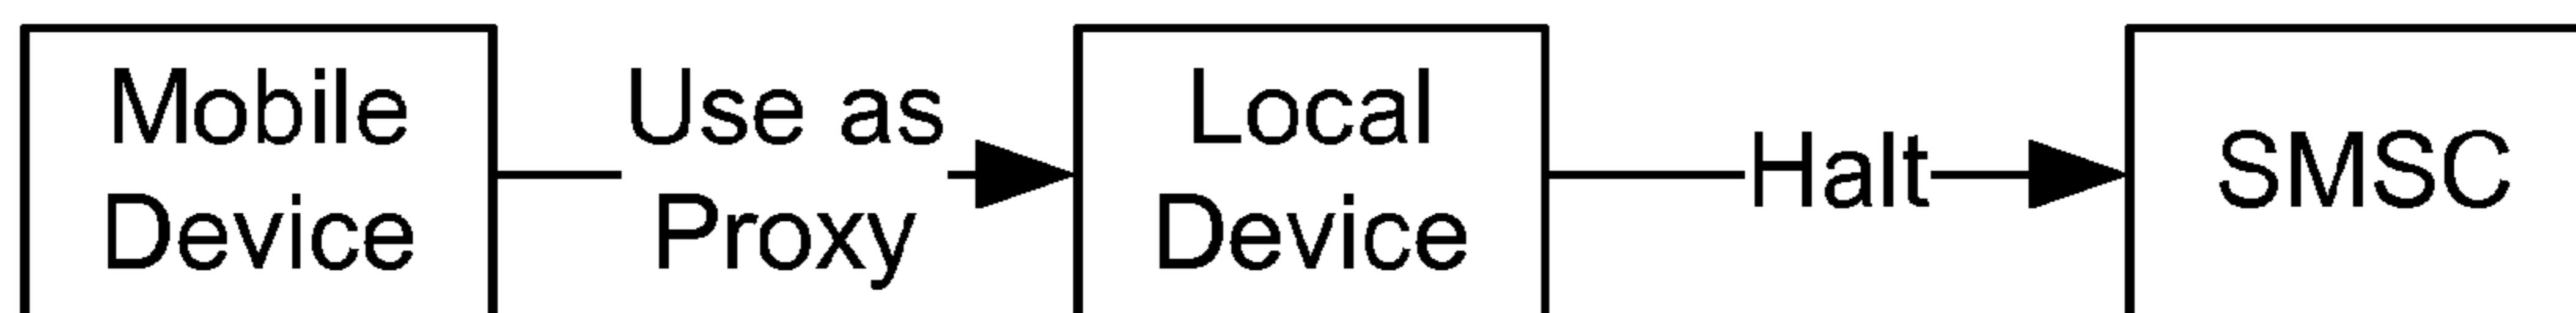 Mobile
Device
Use as
Proxy
Local
Device
Halt
SMSC